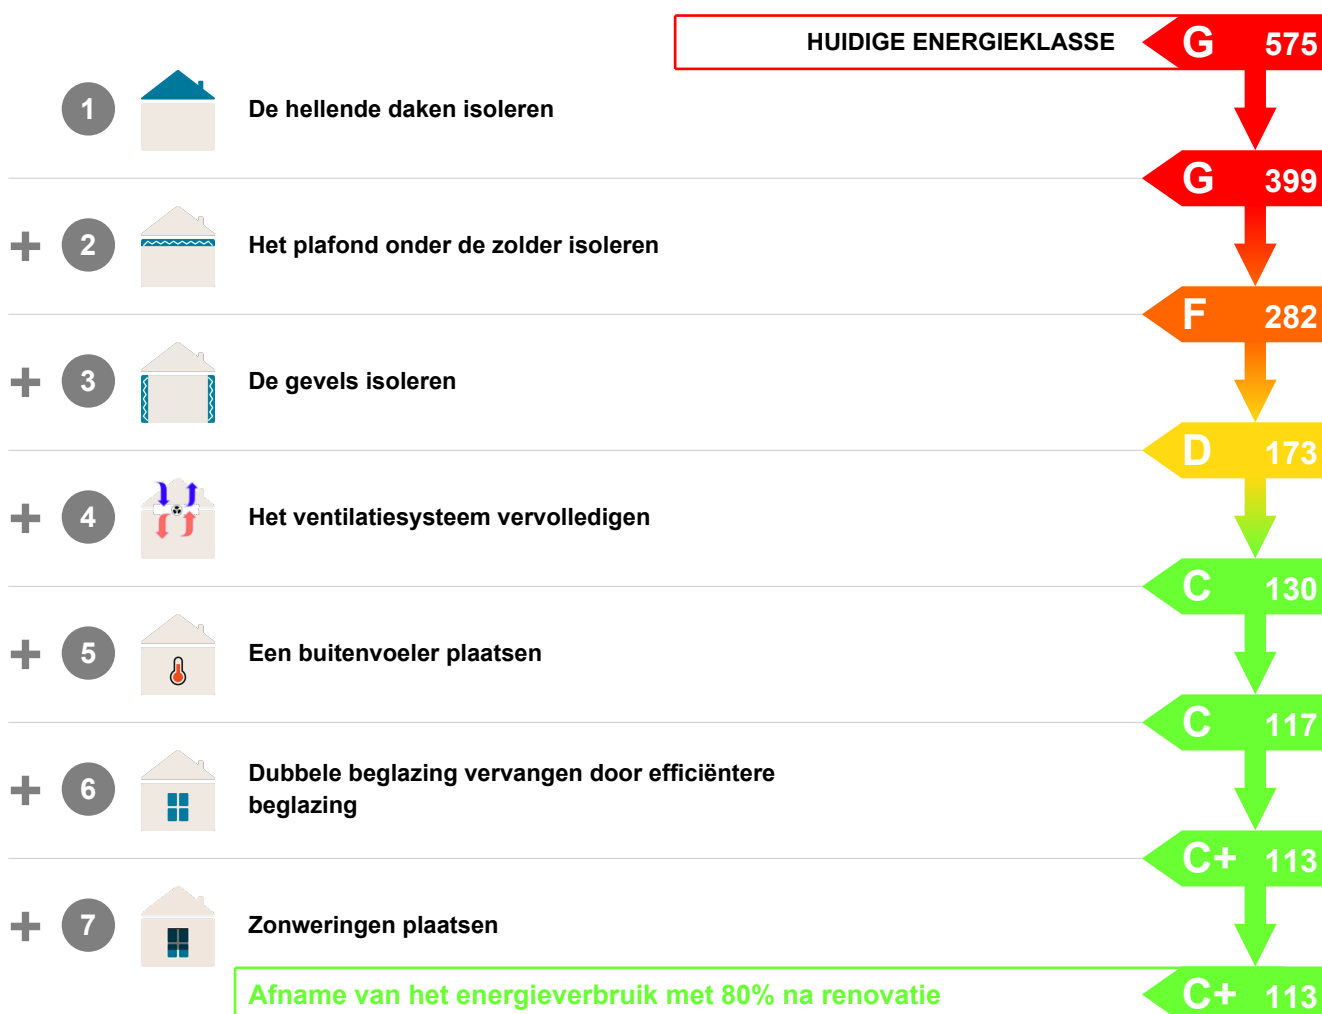 HUIDIGE ENERGIEKLASSE G 575
1 De hellende daken isoleren
G 399
+ 2 Het plafond onder de zolder isoleren
F 282
+ 3 De gevels isoleren
D 173
+ 4 Het ventilatiesysteem vervolledigen
C 130
+ 5 Een buitenvoeler plaatsen
C 117
+ 6 Dubbele beglazing vervangen door efficiëntere
beglazing
C+ 113
+ 7 Zonweringen plaatsen
Afname van het energieverbruik met 80% na renovatie C+ 113